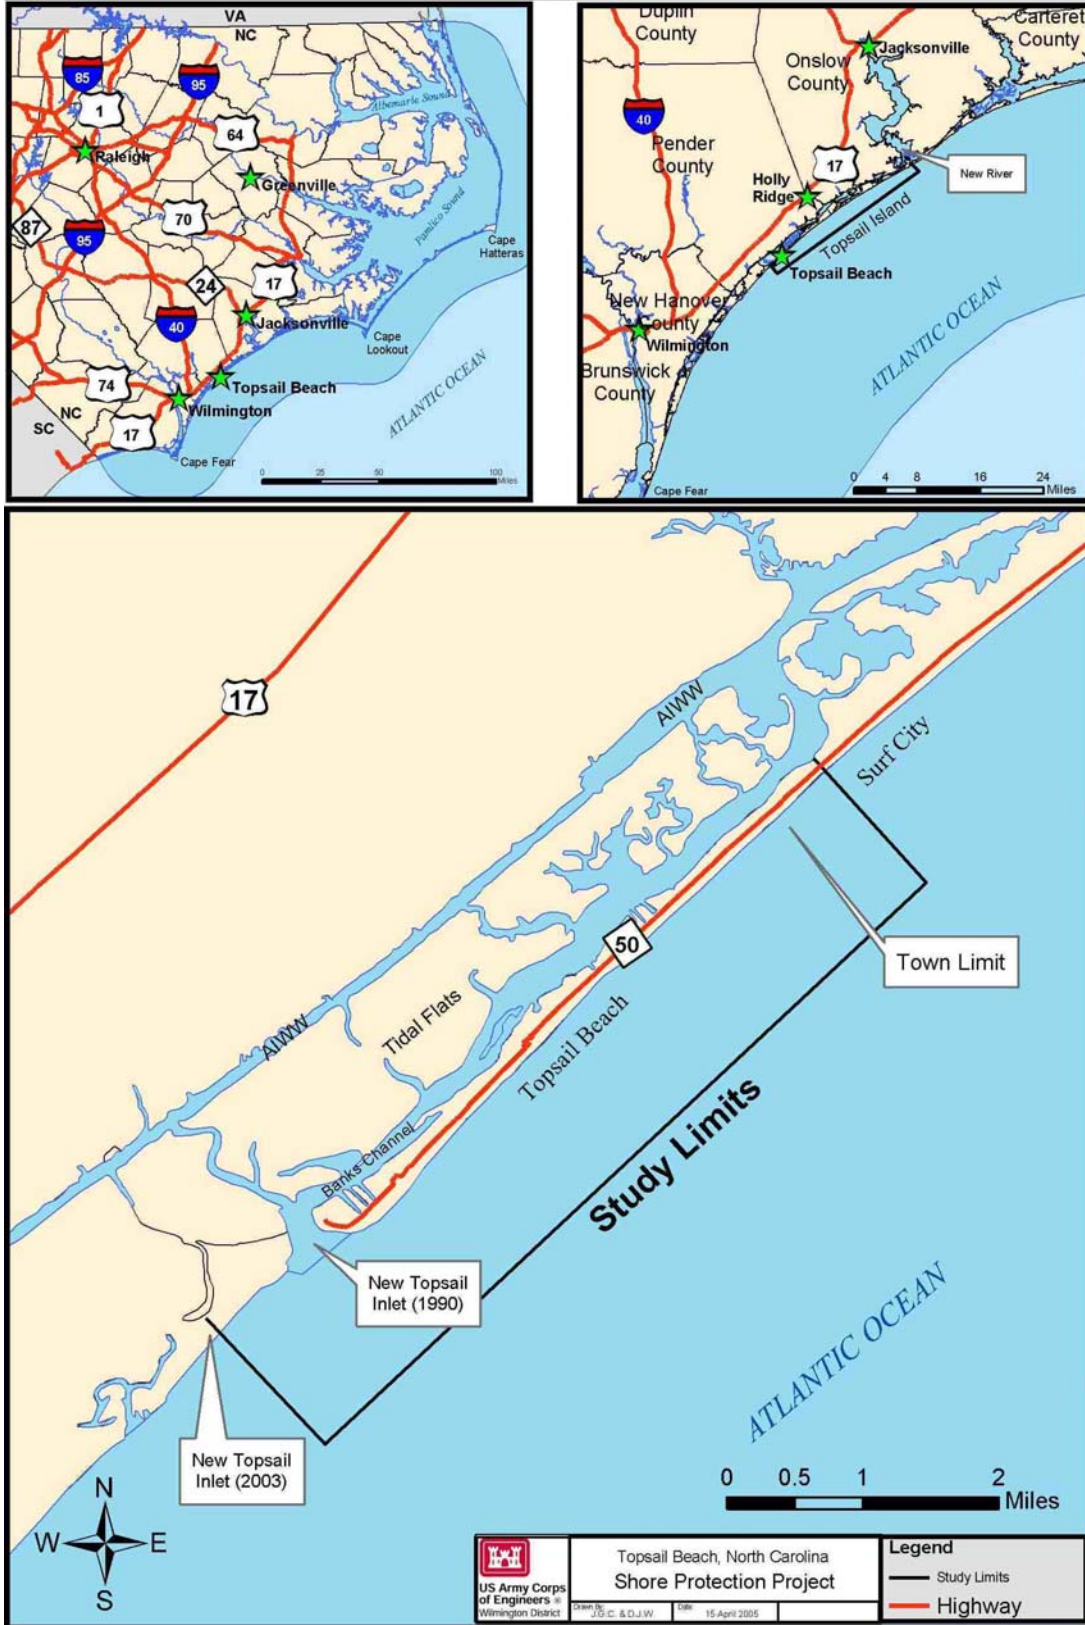 VA
NC
85
95
1
64
Albemarle Sound
Raleigh
Greenville
Pamlico Sound
87
70
95
Cape
Hatteras
24
17
40
Jacksonville
Cape
Lookout
74
Topsail Beach
Wilmington
ATLANTIC OCEAN
NC
SC
17
Cape Fear
0 25 50 100
Miles
Duplin
County
Carteret
County
Jacksonville
Onslow
County
40
Pender
County
17
New River
Holly
Ridge
Topsail Island
Topsail Beach
New Hanover
County
Wilmington
Brunswick
County
ATLANTIC OCEAN
Cape Fear
0 4 8 16 24
Miles
17
AIWW
Surf City
50
Town Limit
Tidal Flats
AIWW
Topsail Beach
Banks Channel
Study Limits
New Topsail
Inlet (1990)
ATLANTIC OCEAN
New Topsail
Inlet (2003)
N
W E
S
0 0.5 1 2
Miles
US Army Corps
of Engineers ®
Wilmington District
Topsail Beach, North Carolina
Shore Protection Project
Drawn By: J.G.C. & D.J.W. Date: 15 April 2005
Legend
Study Limits
Highway